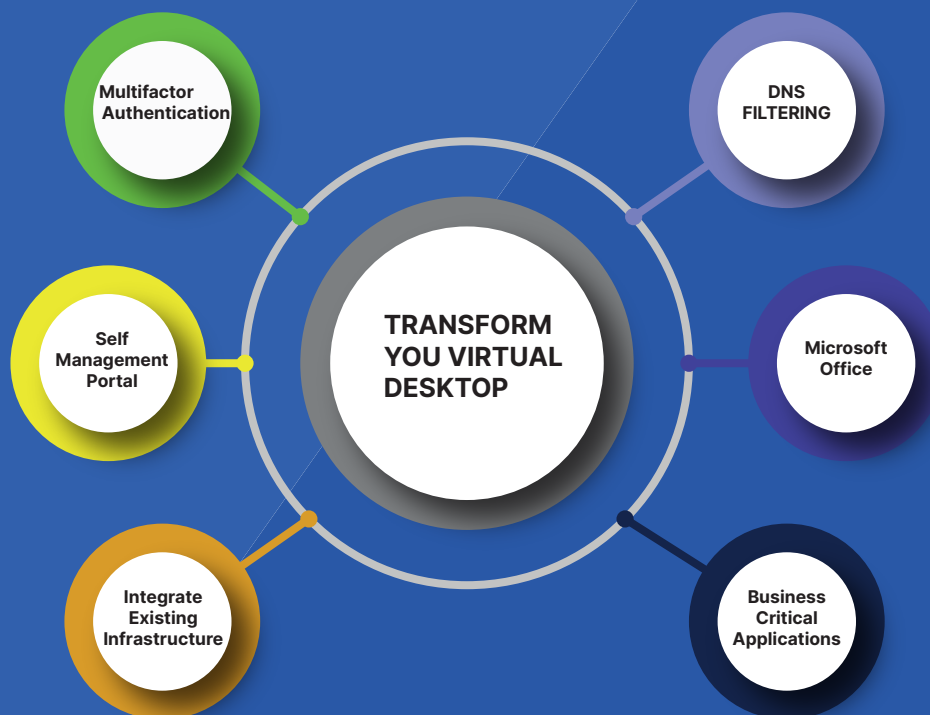 Multifactor
Authentication
DNS
FILTERING
TRANSFORM
YOU VIRTUAL
DESKTOP
Self
Management
Portal
Microsoft
Office
Integrate
Existing
Infrastructure
Business
Critical
Applications